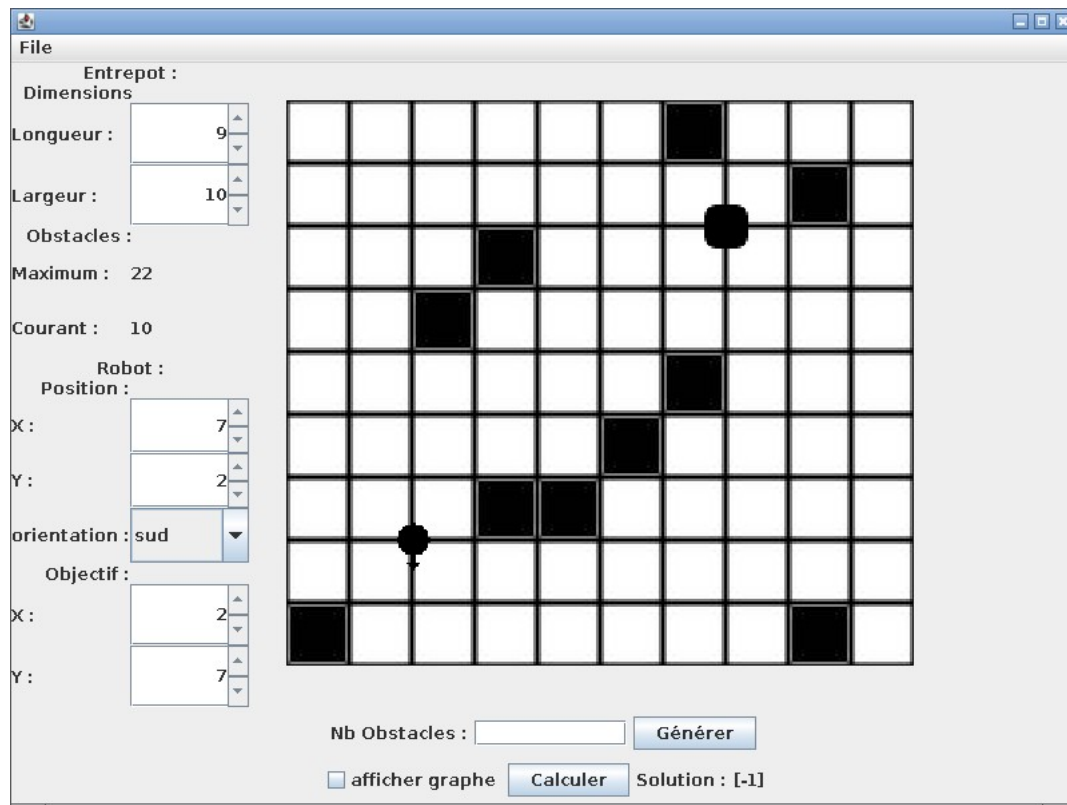 File
Entrepot :
Dimensions
Longueur : 9
Largeur : 10
Obstacles :
Maximum : 22
Courant : 10
Robot :
Position :
X : 7
Y : 2
orientation : sud
Objectif :
X : 2
Y : 7
Nb Obstacles : Générer
afficher graphe Calculer Solution : [-1]